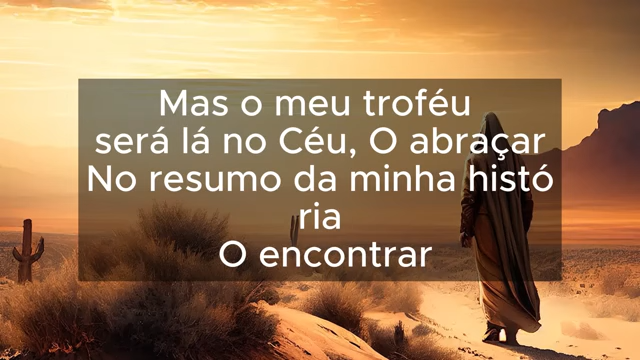 Mas o meu troféu
será lá no Céu, O abraçar
No resumo da minha histó
ria
O encontrar